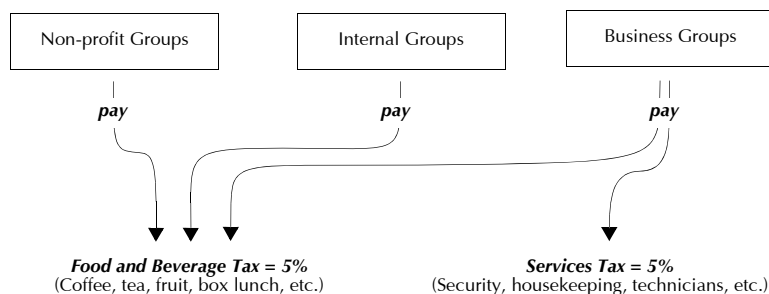 Non-profit Groups
Internal Groups
Business Groups
pay
pay
pay
Food and Beverage Tax = 5%
(Coffee, tea, fruit, box lunch, etc.)
Services Tax = 5%
(Security, housekeeping, technicians, etc.)